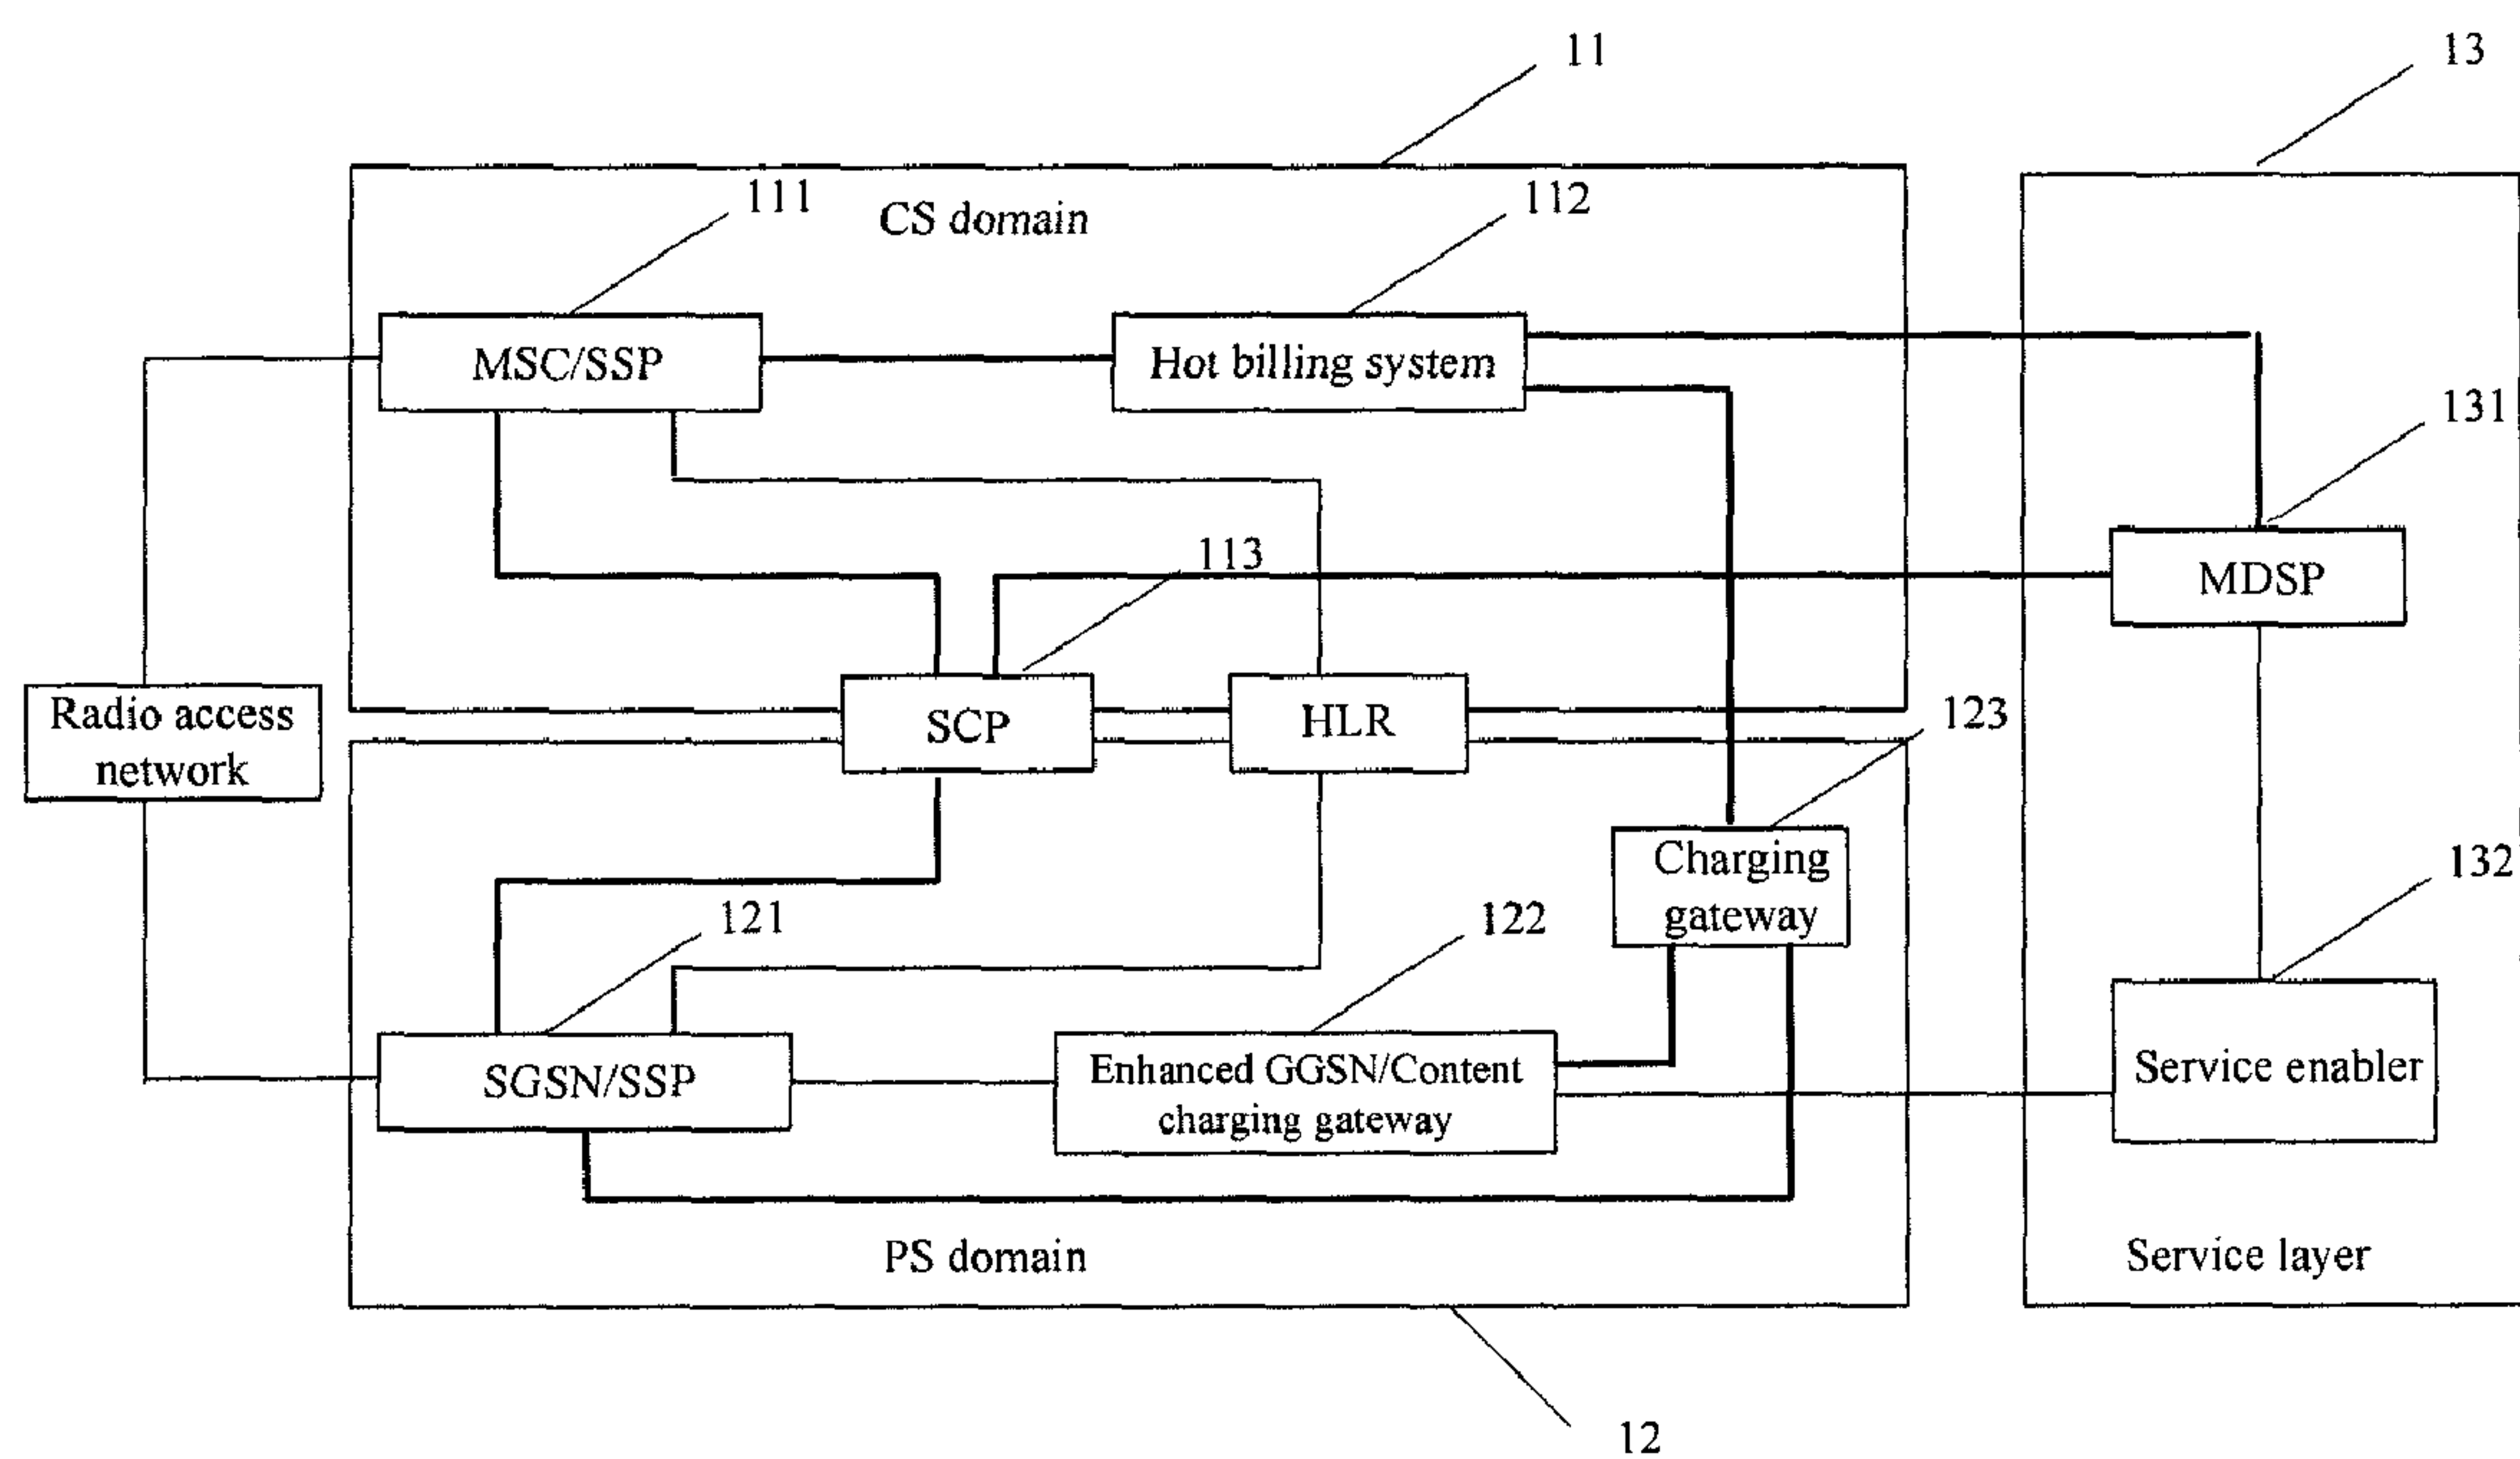 11
13
111
CS domain
112
MSC/SSP
Hot billing system
131
113
MDSP
Radio access
network
SCP
HLR
123
Charging
gateway
132
121
122
SGSN/SSP
Enhanced GGSN/Content
charging gateway
Service enabler
PS domain
Service layer
12